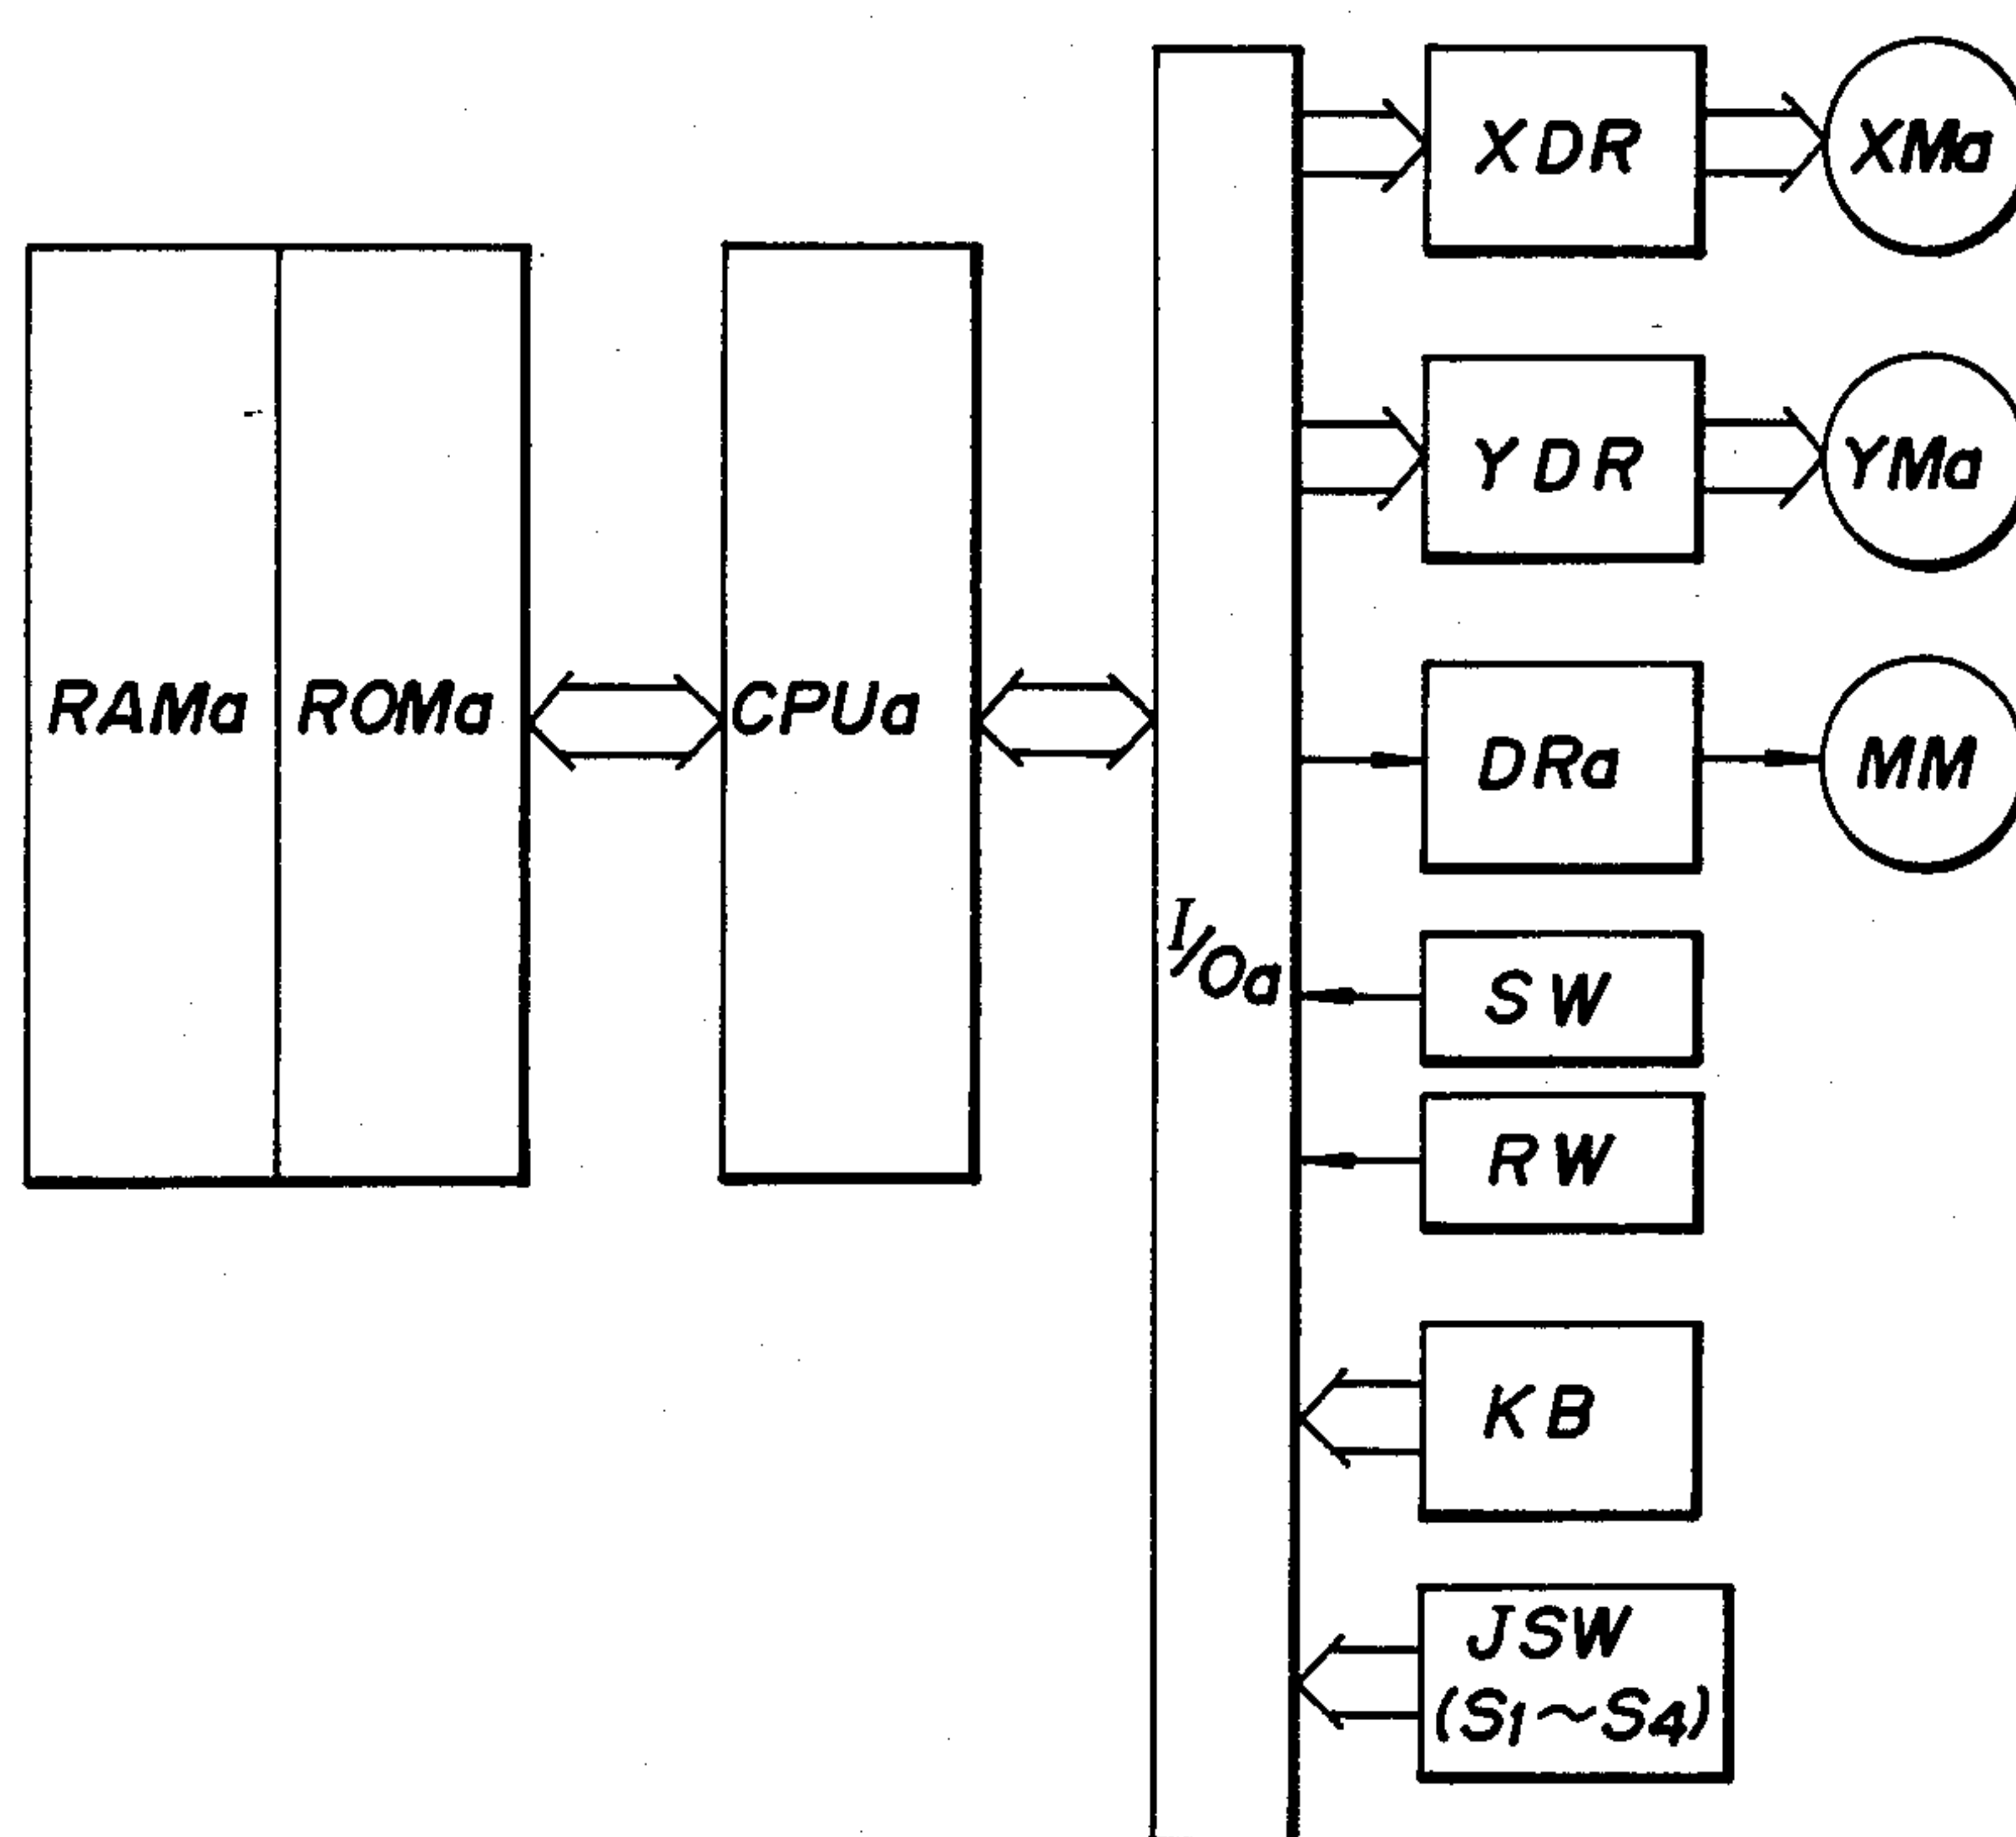 XDR
XMa
YDR
YMa
RAMa
ROMa
CPUa
DRa
MM
I/Oa
SW
RW
KB
JSW
(S1~S4)